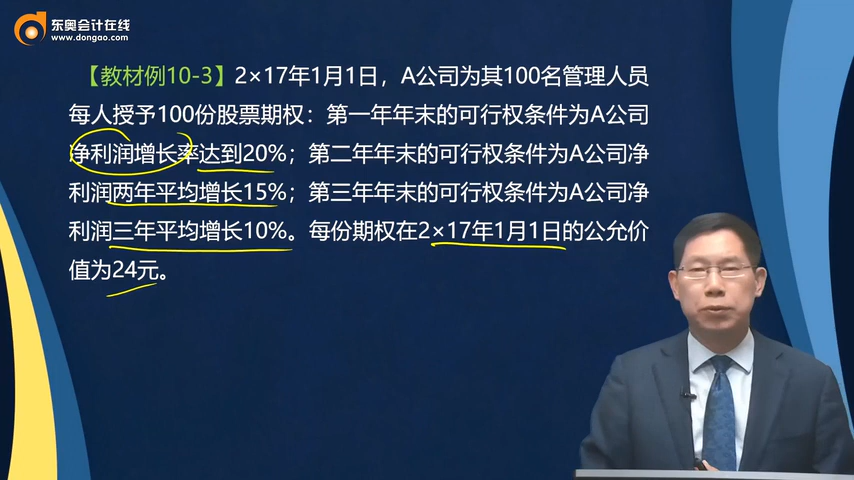 东奥会计在线
www.dongao.com
【教材例10-3】2×17年1月1日，A公司为其100名管理人员
每人授予100份股票期权：第一年年末的可行权条件为A公司
净利润增长率达到20%；第二年年末的可行权条件为A公司净
利润两年平均增长15%；第三年年末的可行权条件为A公司净
利润三年平均增长10%。每份期权在2×17年1月1日的公允价
值为24元。